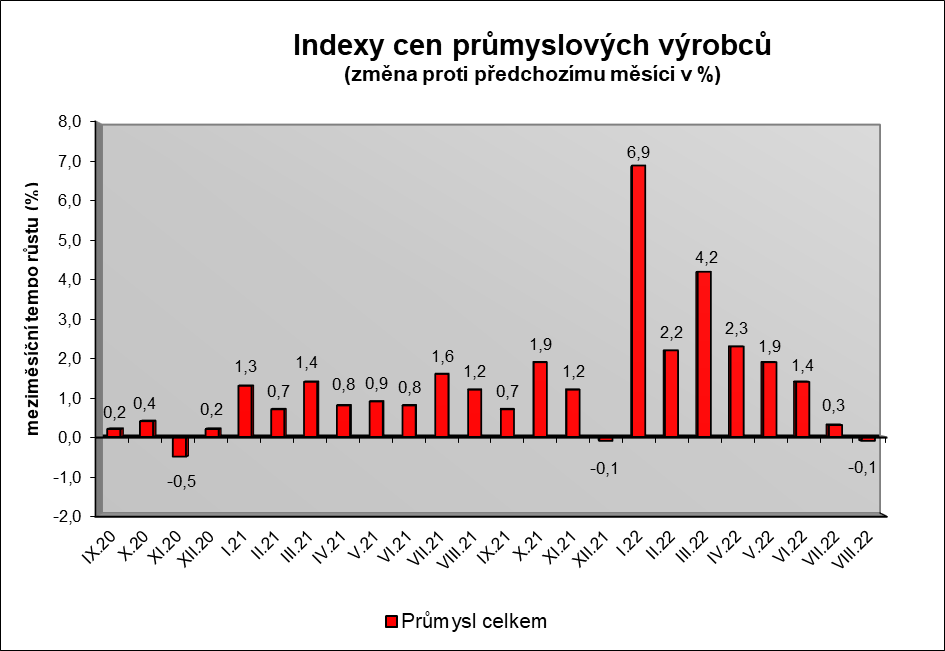 Indexy cen průmyslových výrobců
(změna proti předchozímu měsíci v %)
meziměsíční tempo růstu (%)
8,0
7,0
6,0
5,0
4,0
3,0
2,0
1,0
0,0
-1,0
-2,0
0,2
0,4
-0,5
0,2
1,3
0,7
1,4
0,8
0,9
0,8
1,6
1,2
0,7
1,9
1,2
-0,1
6,9
2,2
4,2
2,3
1,9
1,4
0,3
-0,1
IX.20
X.20
XI.20
XII.20
I.21
II.21
III.21
IV.21
V.21
VI.21
VII.21
VIII.21
IX.21
X.21
XI.21
XII.21
I.22
II.22
III.22
IV.22
V.22
VI.22
VII.22
VIII.22
Průmysl celkem